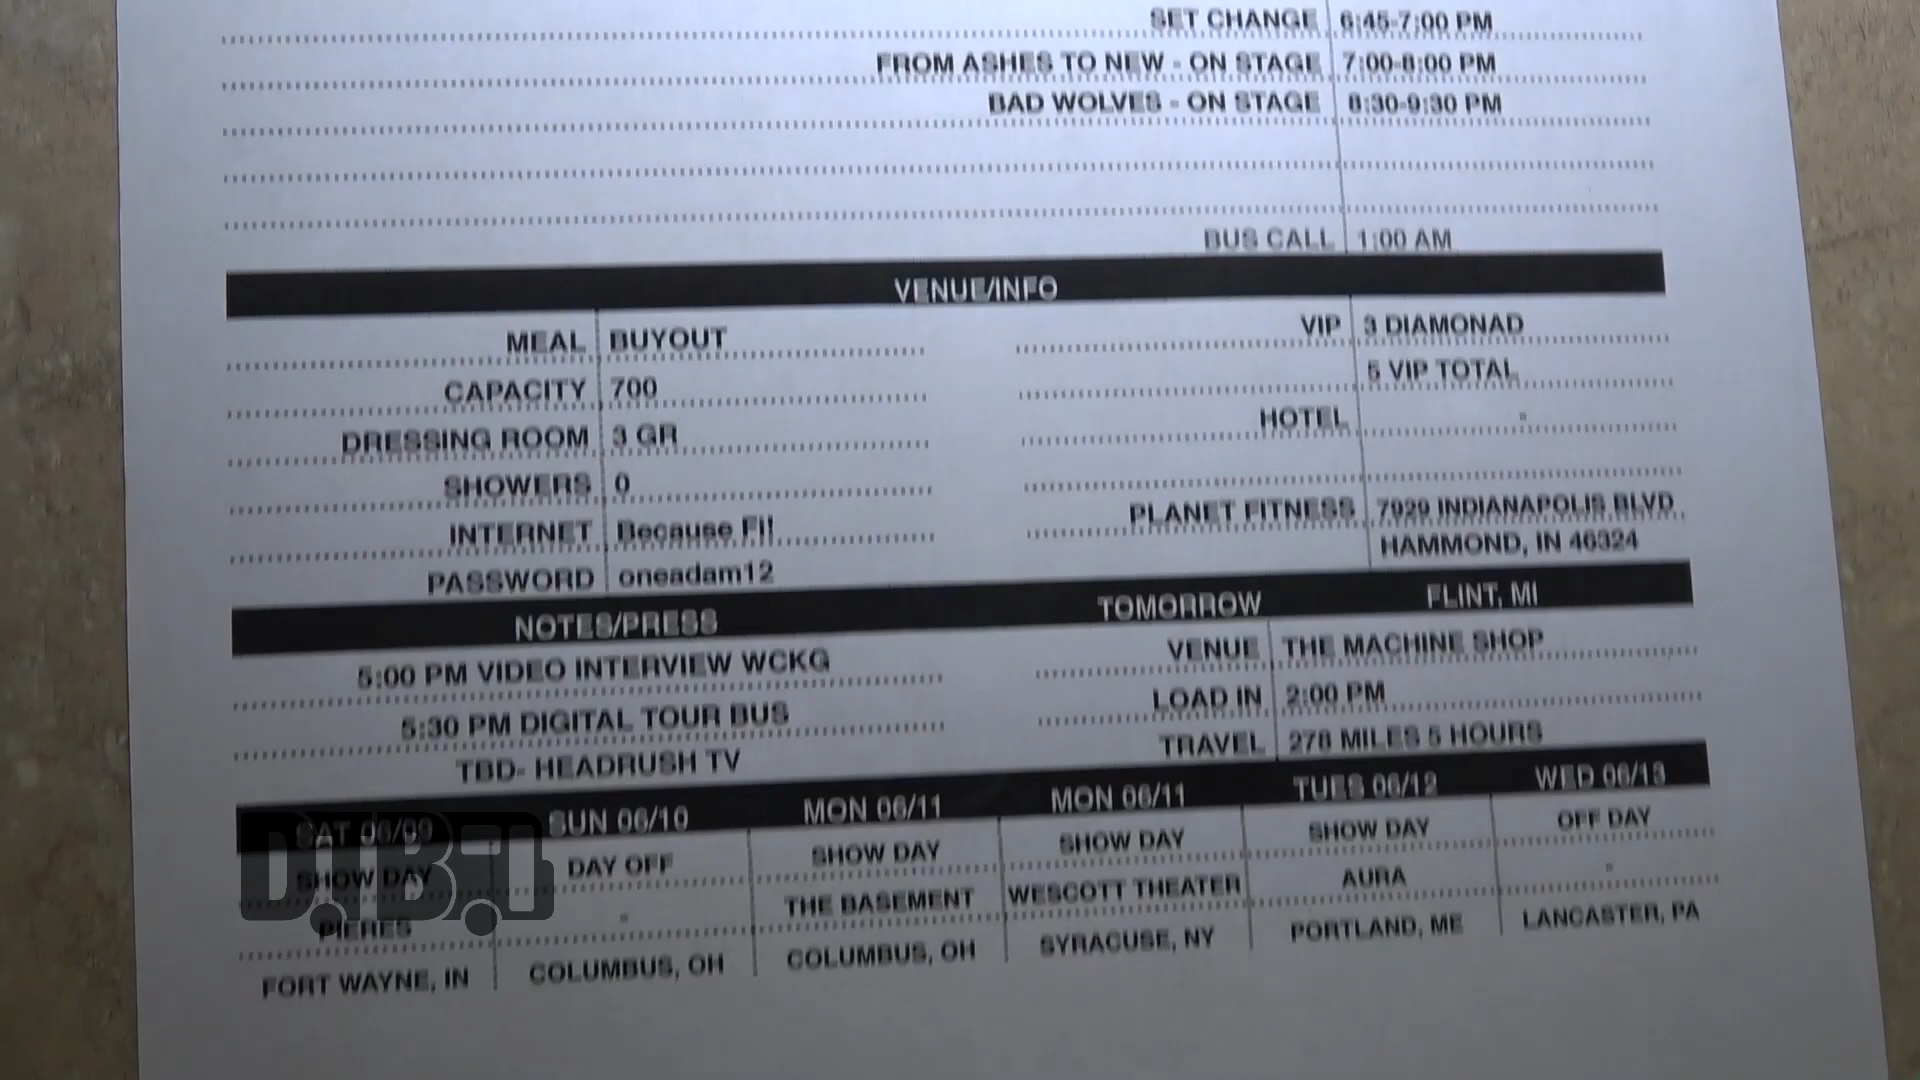 SET CHANGE 6:45-7:00 PM
FROM ASHES TO NEW - ON STAGE 7:00-8:00 PM
BAD WOLVES - ON STAGE 8:30-9:30 PM
BUS CALL 1:00 AM
VENUE/INFO
MEAL BUYOUT
CAPACITY 700
DRESSING ROOM 3 GR
SHOWERS 0
INTERNET Because Fi!
PASSWORD oneadam12
VIP 3 DIAMONAD
5 VIP TOTAL
HOTEL -
PLANET FITNESS 7929 INDIANAPOLIS BLVD
HAMMOND, IN 46324
NOTES/PRESS
5:00 PM VIDEO INTERVIEW WCKG
5:30 PM DIGITAL TOUR BUS
TBD- HEADRUSH TV
TOMORROW FLINT, MI
VENUE THE MACHINE SHOP
LOAD IN 2:00 PM
TRAVEL 278 MILES 5 HOURS
SAT 06/09 SUN 06/10 MON 06/11 MON 06/11 TUES 06/12 WED 06/13
SHOW DAY DAY OFF SHOW DAY SHOW DAY SHOW DAY OFF DAY
PIERES - THE BASEMENT WESCOTT THEATER AURA -
FORT WAYNE, IN COLUMBUS, OH COLUMBUS, OH SYRACUSE, NY PORTLAND, ME LANCASTER, PA
DTB